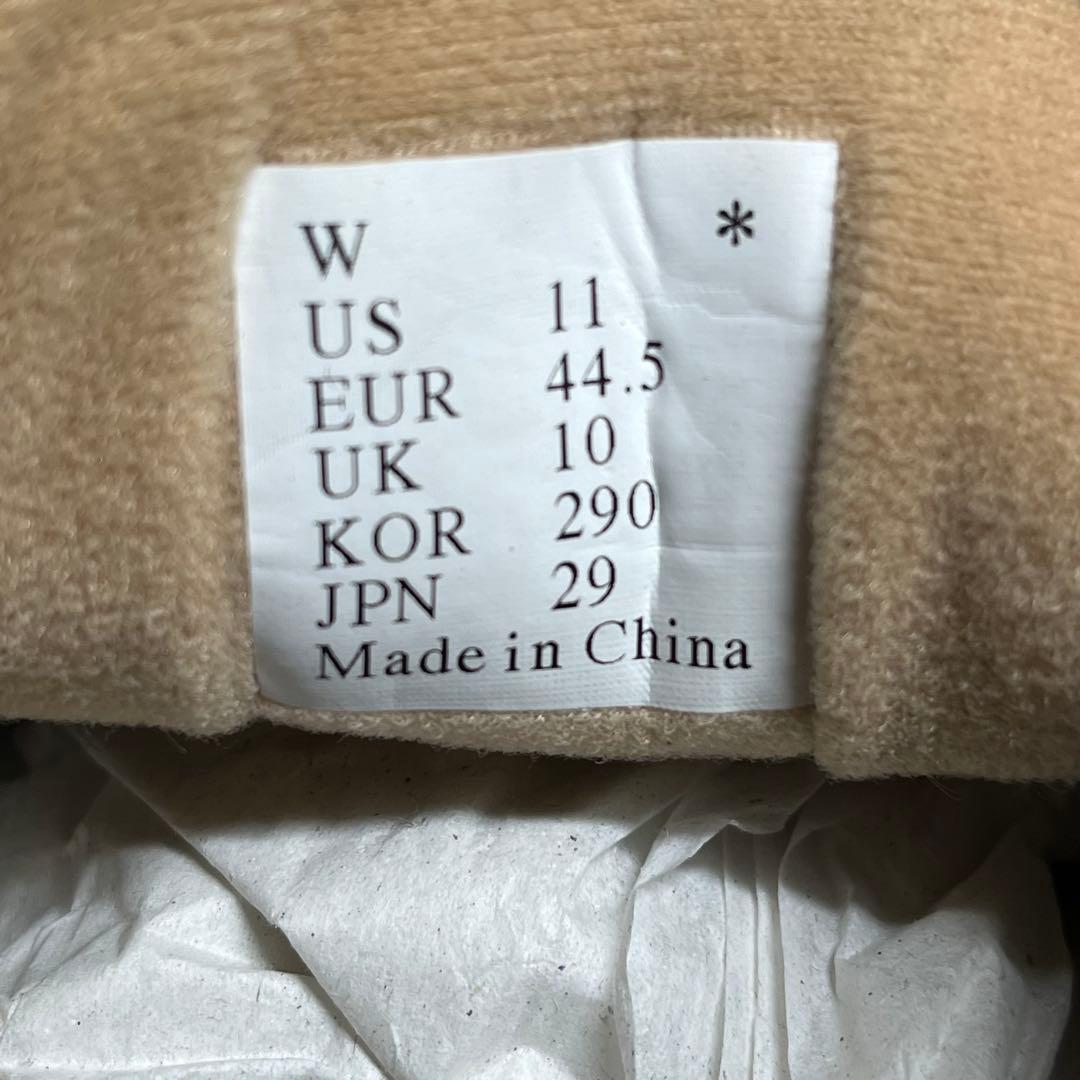 W *
US 11
EUR 44.5
UK 10
KOR 290
JPN 29
Made in China